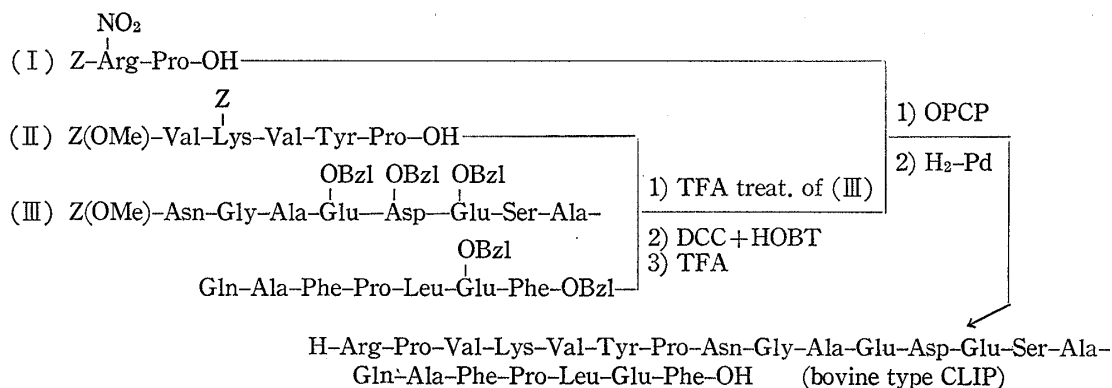 NO₂
(Ⅰ) Z–Arg–Pro–OH
1) OPCP
Z
(Ⅱ) Z(OMe)–Val–Lys–Val–Tyr–Pro–OH
2) H₂–Pd
OBzl OBzl OBzl
1) TFA treat. of (Ⅲ)
(Ⅲ) Z(OMe)–Asn–Gly–Ala–Glu—Asp—Glu–Ser–Ala–
2) DCC+HOBT
OBzl
3) TFA
Gln–Ala–Phe–Pro–Leu–Glu–Phe–OBzl
H–Arg–Pro–Val–Lys–Val–Tyr–Pro–Asn–Gly–Ala–Glu–Asp–Glu–Ser–Ala–
Gln–Ala–Phe–Pro–Leu–Glu–Phe–OH (bovine type CLIP)